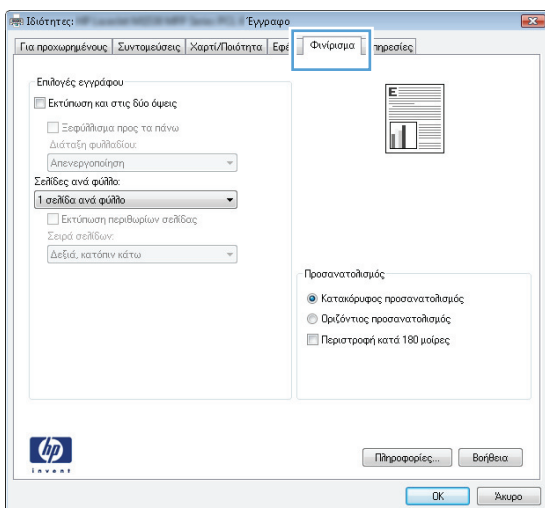 Ιδιότητες: Έγγραφο
Για προχωρημένους Συντομεύσεις Χαρτί/Ποιότητα Εφέ Φινίρισμα
Επιλογές εγγράφου
Εκτύπωση και στις δύο όψεις
Ξεφύλλισμα προς τα πάνω
Διάταξη φυλλαδίου:
Απενεργοποίηση
Σελίδες ανά φύλλο:
1 σελίδα ανά φύλλο
Εκτύπωση περιθωρίων σελίδας
Σειρά σελίδων:
Δεξιά, κατόπιν κάτω
E
Προσανατολισμός
Κατακόρυφος προσανατολισμός
Οριζόντιος προσανατολισμός
Περιστροφή κατά 180 μοίρες
hp
invent
Πληροφορίες... Βοήθεια
OK Άκυρο